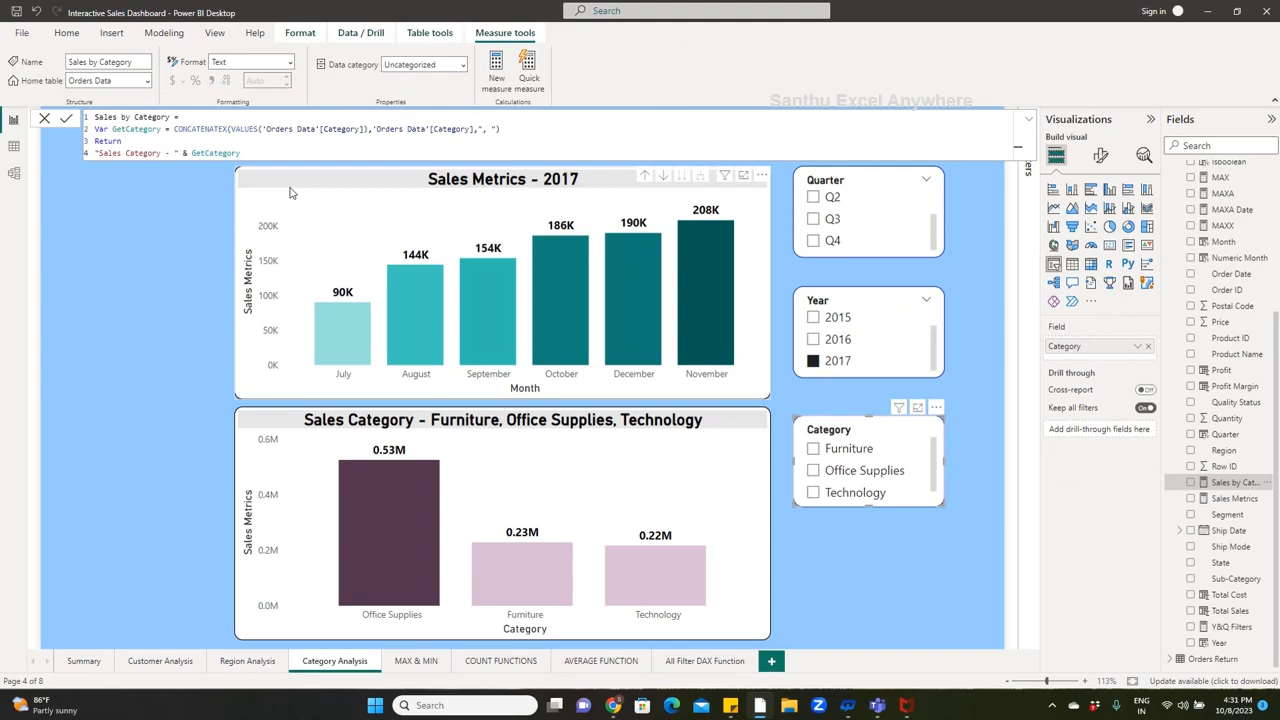 Interactive Sales Dashboard - Power BI Desktop
Search
Sign in
File
Home
Insert
Modeling
View
Help
Format
Data / Drill
Table tools
Measure tools
Name
Sales by Category
Format
Text
Data category
Uncategorized
New measure
Quick measure
Home table
Orders Data
$
%
Auto
Structure
Formatting
Properties
Calculations
Santhu Excel Anywhere
1 Sales by Category =
2 Var GetCategory = CONCATENATEX(VALUES('Orders Data'[Category]),'Orders Data'[Category],", ")
3 Return
4 "Sales Category - " & GetCategory
Sales Metrics - 2017
200K
150K
100K
50K
0K
Sales Metrics
90K
144K
154K
186K
190K
208K
July
August
September
October
December
November
Month
Sales Category - Furniture, Office Supplies, Technology
0.6M
0.4M
0.2M
0.0M
Sales Metrics
0.53M
0.23M
0.22M
Office Supplies
Furniture
Technology
Category
Quarter
Q2
Q3
Q4
Year
2015
2016
2017
Category
Furniture
Office Supplies
Technology
Visualizations
Build visual
R
Py
123
Field
Category
Drill through
Cross-report
Off
Keep all filters
On
Add drill-through fields here
Fields
Search
Isboolean
MAX
MAXA
MAXA Date
MAXX
Month
Numeric Month
Order Date
Order ID
Postal Code
Price
Product ID
Product Name
Profit
Profit Margin
Quality Status
Quantity
Quarter
Region
Row ID
Sales by Cat...
Sales Metrics
Segment
Ship Date
Ship Mode
State
Sub-Category
Total Cost
Total Sales
Y&Q Filters
Year
Orders Return
Summary
Customer Analysis
Region Analysis
Category Analysis
MAX & MIN
COUNT FUNCTIONS
AVERAGE FUNCTION
All Filter DAX Function
Page 4 of 8
113%
Update available (click to download)
86°F
Partly sunny
Search
ENG
IN
4:31 PM
10/8/2023